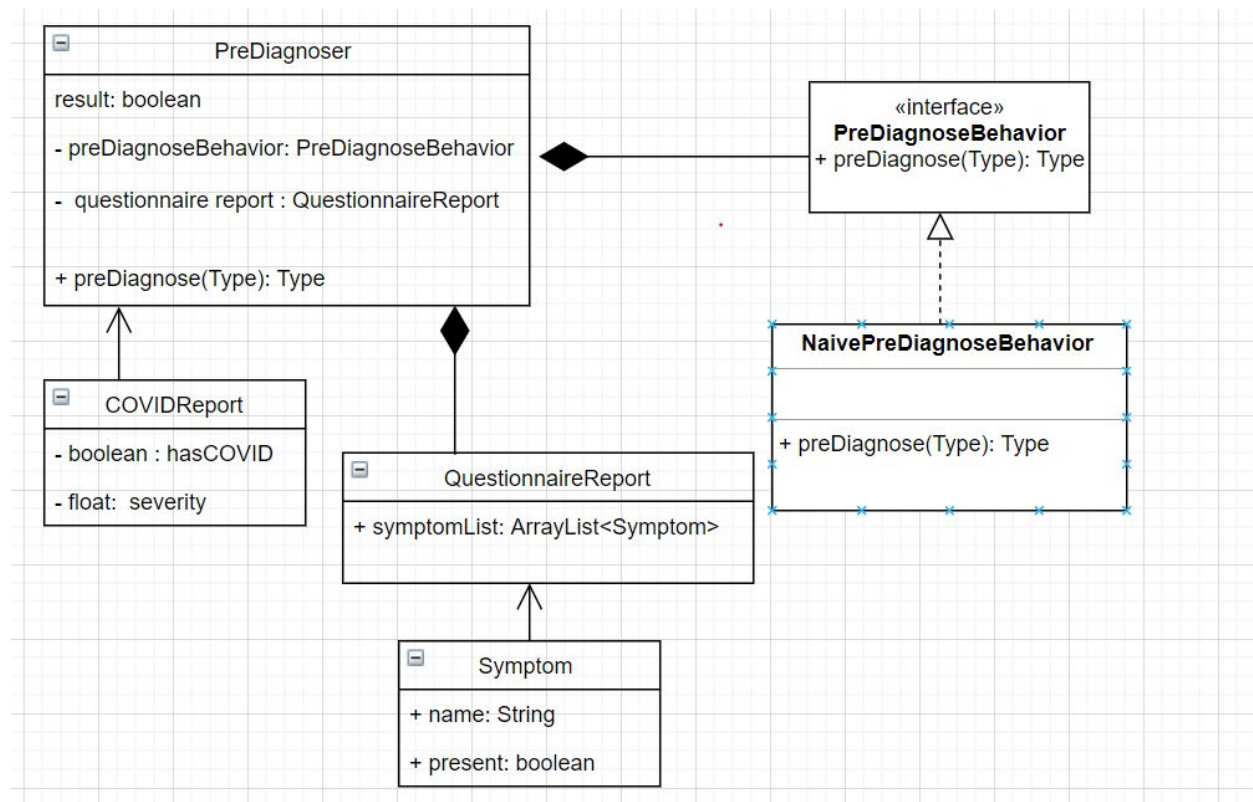 PreDiagnoser
result: boolean
- preDiagnoseBehavior: PreDiagnoseBehavior
- questionnaire report : QuestionnaireReport
+ preDiagnose(Type): Type
«interface»
PreDiagnoseBehavior
+ preDiagnose(Type): Type
NaivePreDiagnoseBehavior
+ preDiagnose(Type): Type
COVIDReport
- boolean : hasCOVID
- float: severity
QuestionnaireReport
+ symptomList: ArrayList<Symptom>
Symptom
+ name: String
+ present: boolean